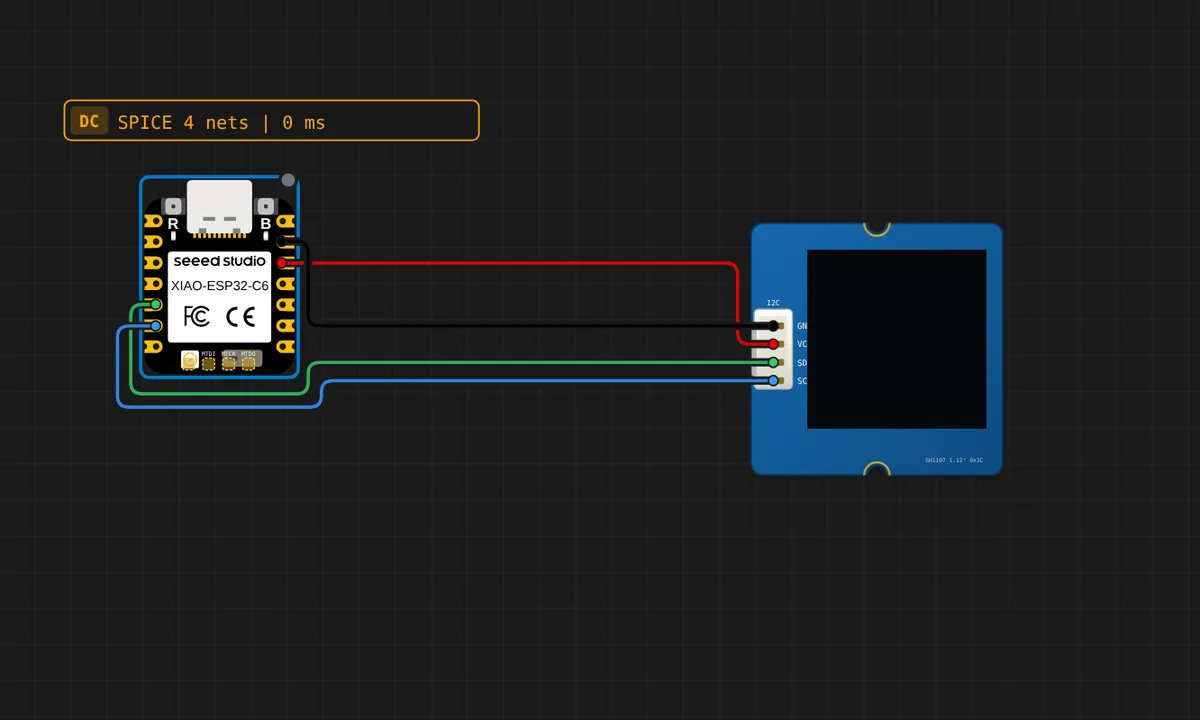 DC SPICE 4 nets | 0 ms
R B
seeed studio
XIAO-ESP32-C6
FC CE
MTDI MTCK MTDO
I2C
GN
VC
SD
SC
SH1107 1.12" 0x3C